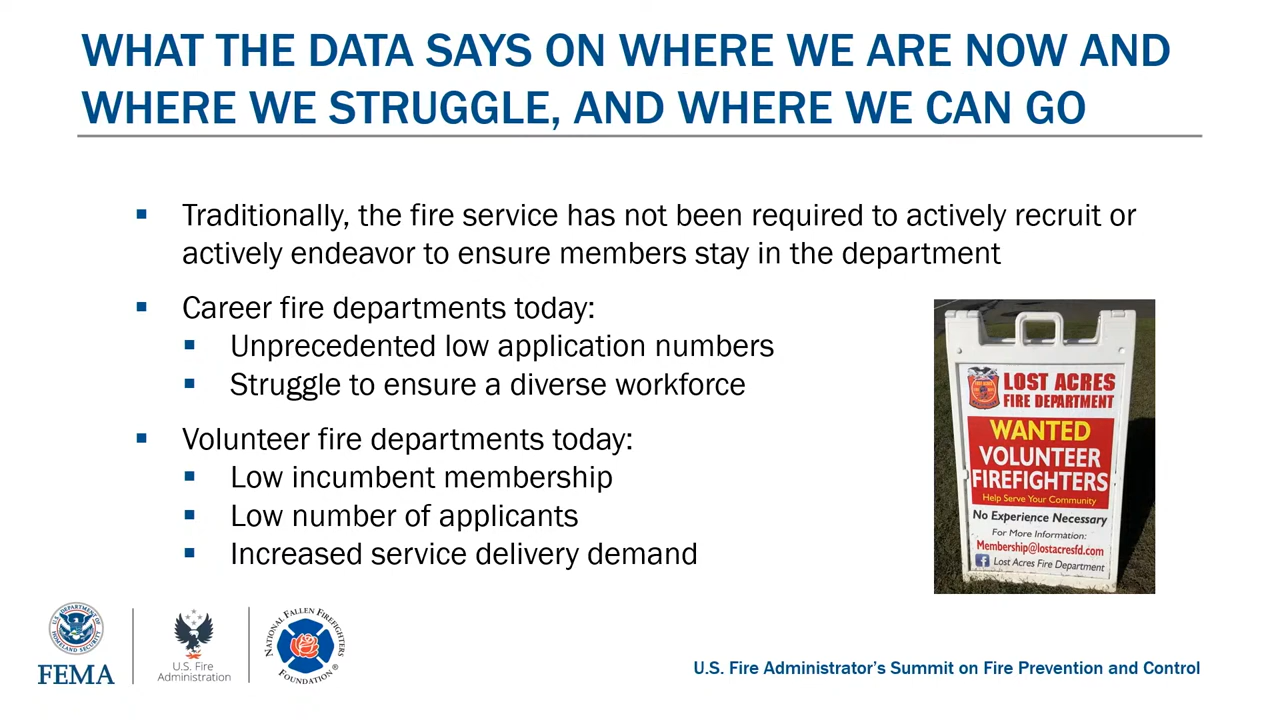 WHAT THE DATA SAYS ON WHERE WE ARE NOW AND
WHERE WE STRUGGLE, AND WHERE WE CAN GO
Traditionally, the fire service has not been required to actively recruit or
actively endeavor to ensure members stay in the department
Career fire departments today:
Unprecedented low application numbers
Struggle to ensure a diverse workforce
Volunteer fire departments today:
Low incumbent membership
Low number of applicants
Increased service delivery demand
LOST ACRES
FIRE DEPARTMENT
WANTED
VOLUNTEER
FIREFIGHTERS
Help Serve Your Community
No Experience Necessary
For More Information:
Membership@lostacresfd.com
Lost Acres Fire Department
U.S. DEPARTMENT OF
HOMELAND SECURITY
FEMA
U.S. Fire
Administration
NATIONAL FALLEN FIREFIGHTERS
FOUNDATION®
U.S. Fire Administrator's Summit on Fire Prevention and Control